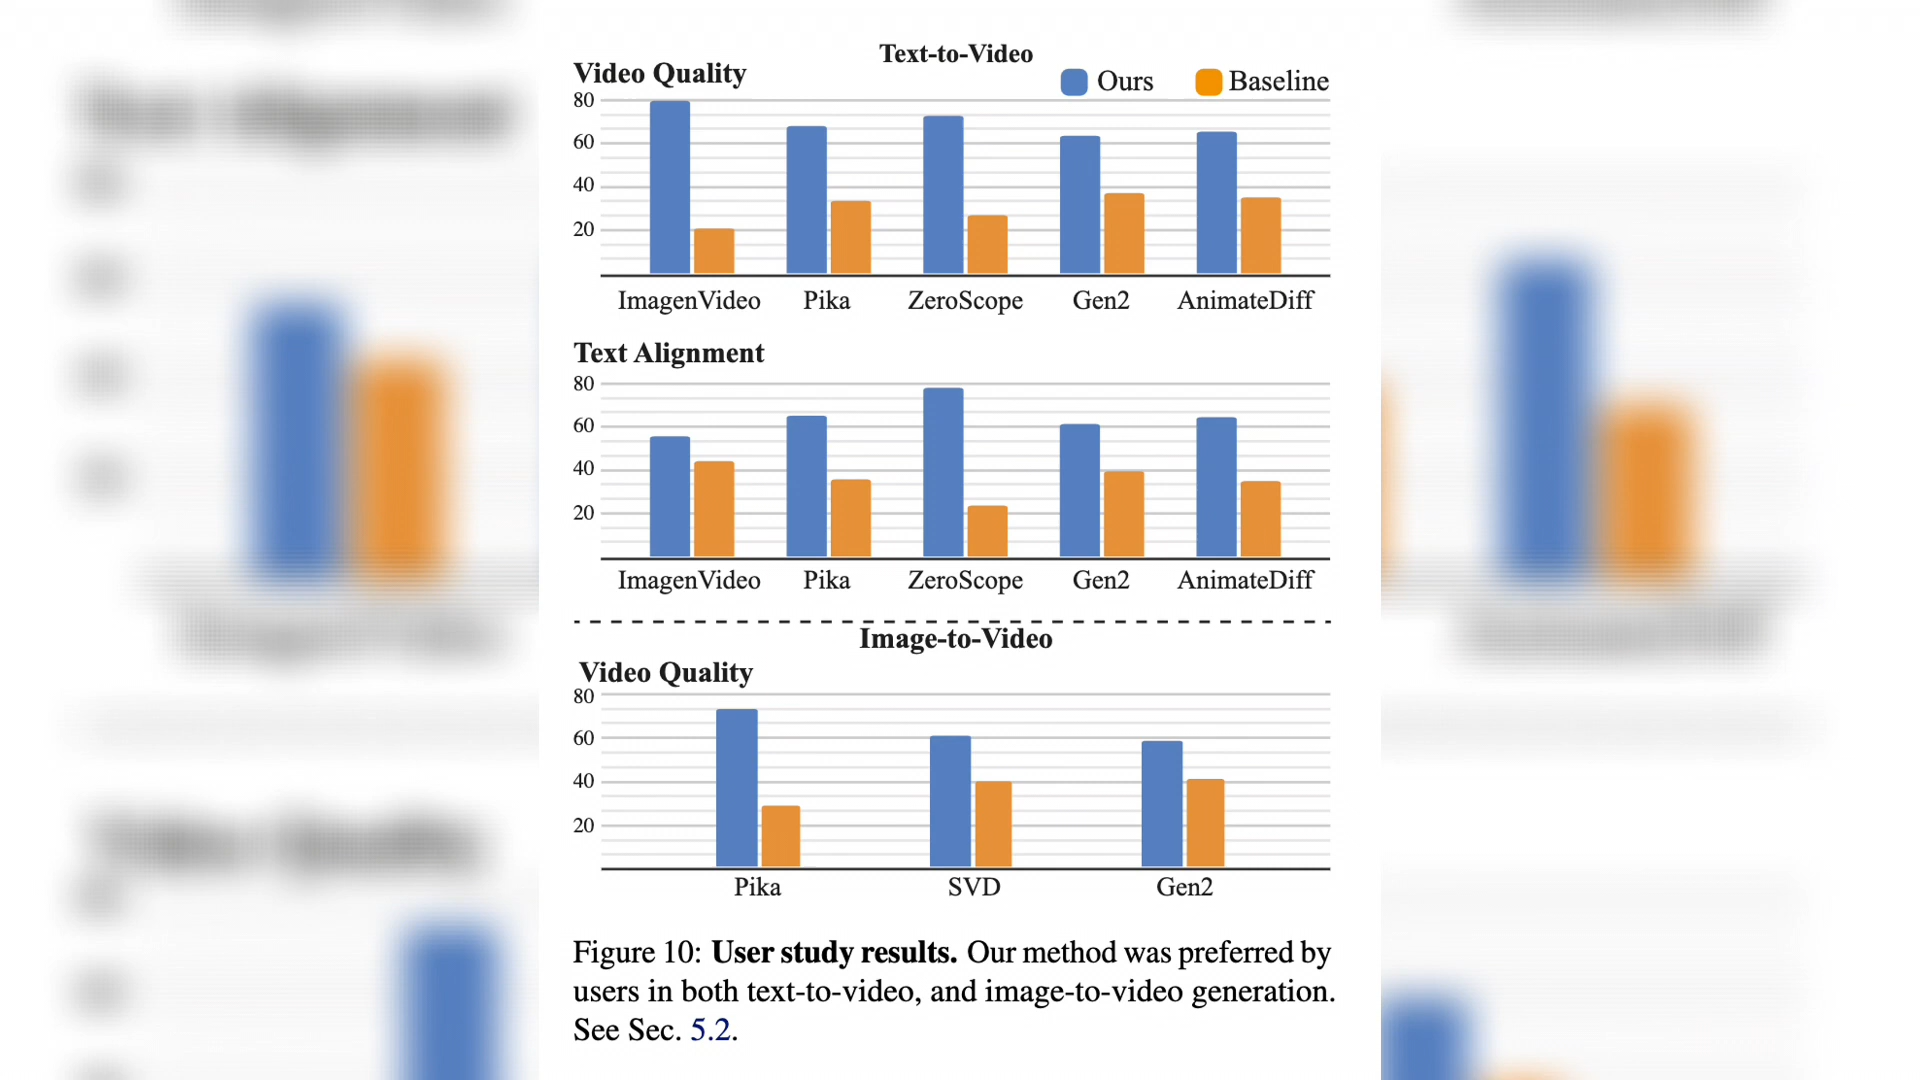 Text-to-Video
Video Quality
Ours
Baseline
80
60
40
20
ImagenVideo Pika ZeroScope Gen2 AnimateDiff
Text Alignment
80
60
40
20
ImagenVideo Pika ZeroScope Gen2 AnimateDiff
Image-to-Video
Video Quality
80
60
40
20
Pika SVD Gen2
Figure 10: User study results. Our method was preferred by
users in both text-to-video, and image-to-video generation.
See Sec. 5.2.